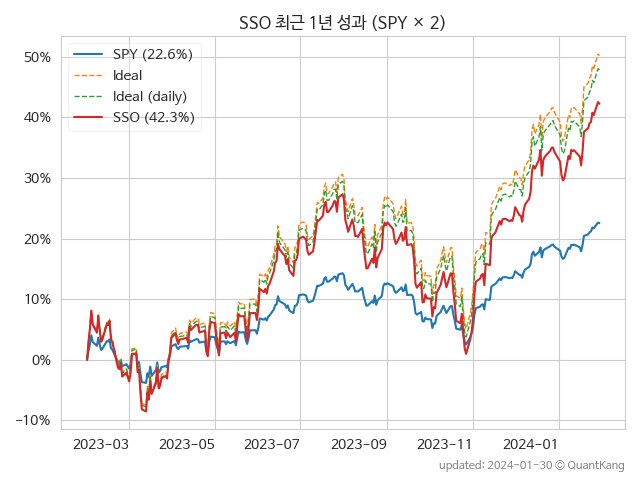 SSO 최근 1년 성과 (SPY × 2)
SPY (22.6%)
Ideal
Ideal (daily)
SSO (42.3%)
50%
40%
30%
20%
10%
0%
−10%
2023-03
2023-05
2023-07
2023-09
2023-11
2024-01
updated: 2024-01-30 ⓒ QuantKang